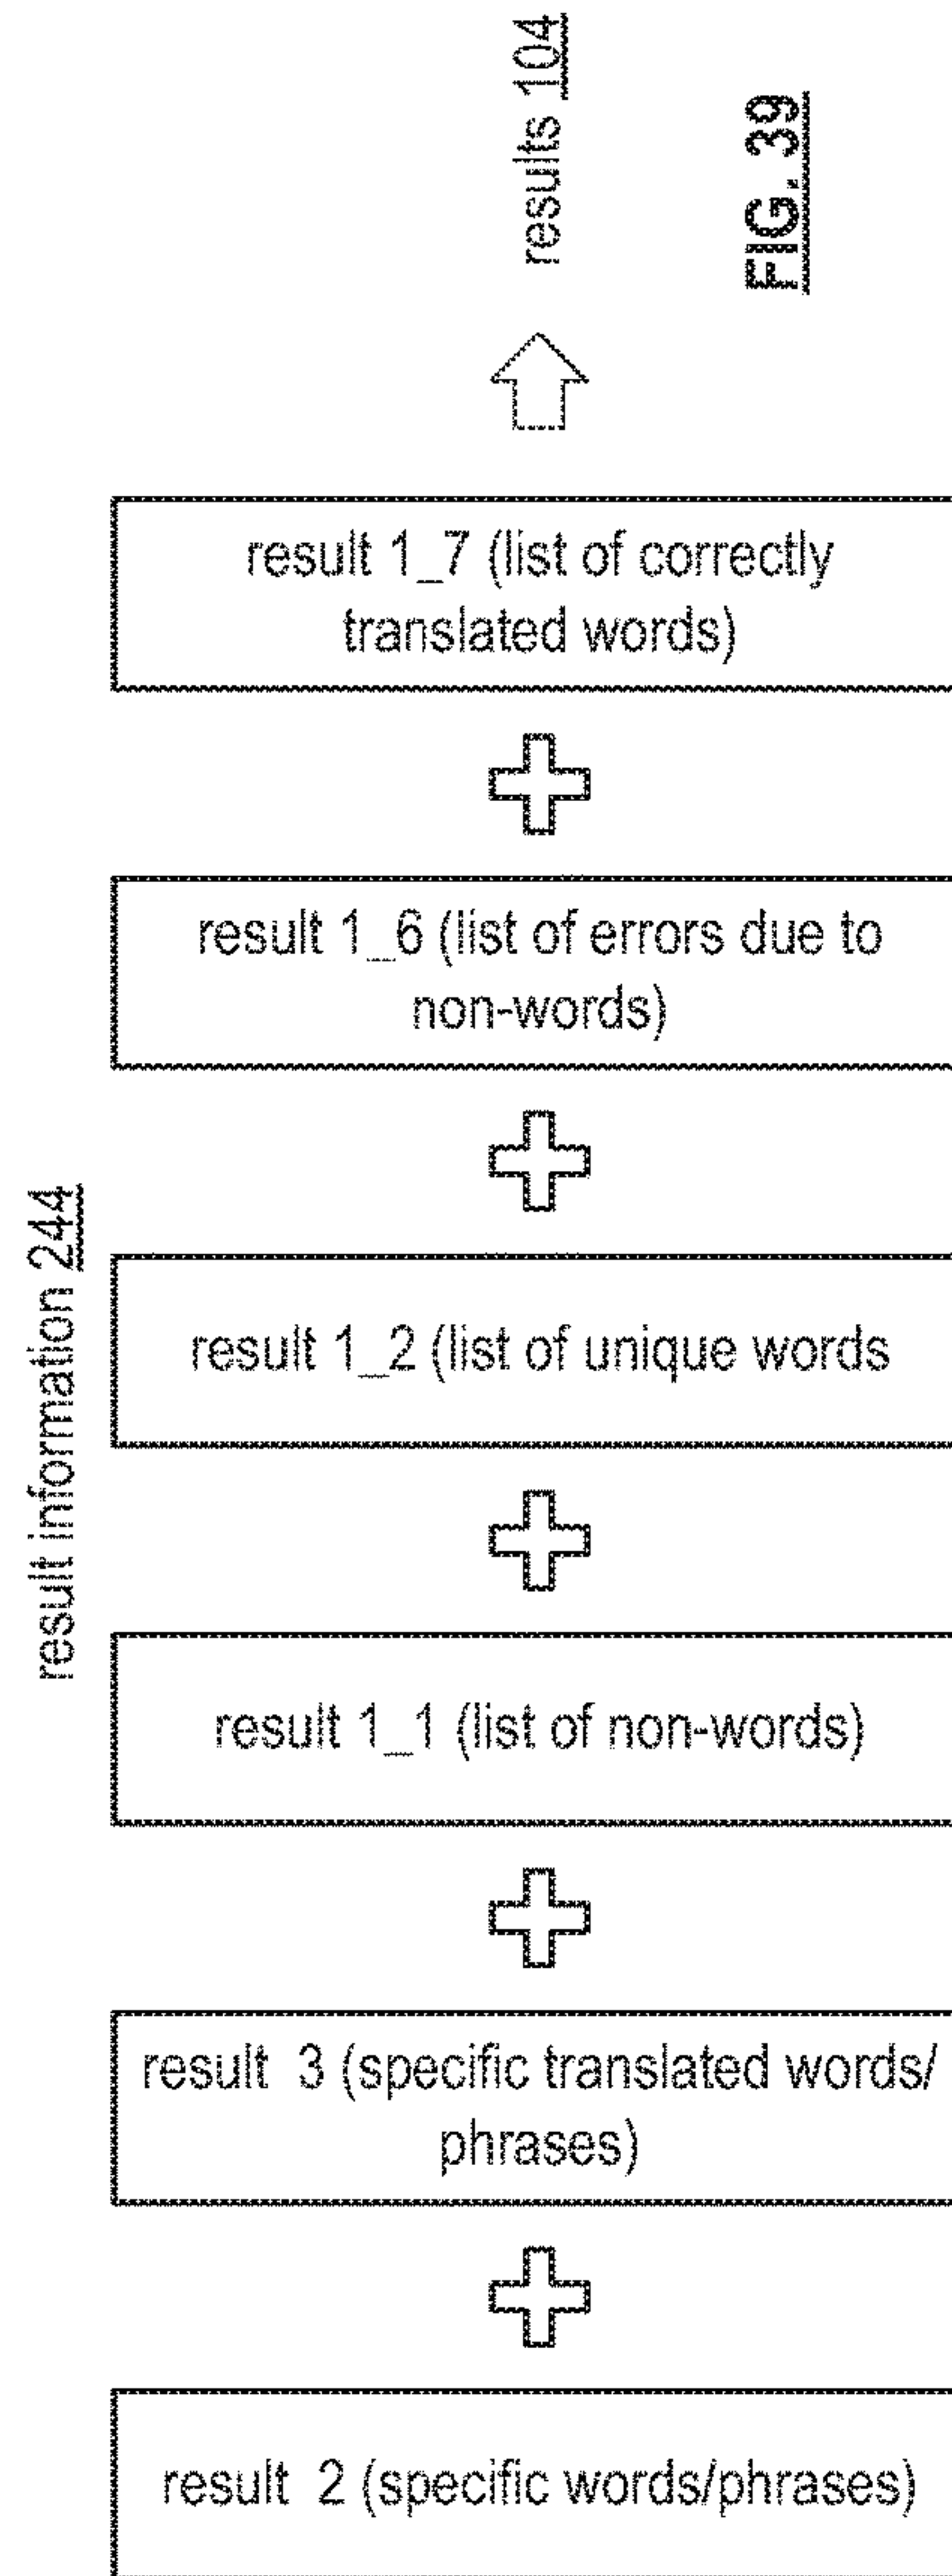 result information 244
result 1_7 (list of correctly
translated words)
result 1_6 (list of errors due to
non-words)
result 1_2 (list of unique words
result 1_1 (list of non-words)
result 3 (specific translated words/
phrases)
result 2 (specific words/phrases)
results 104
FIG. 39